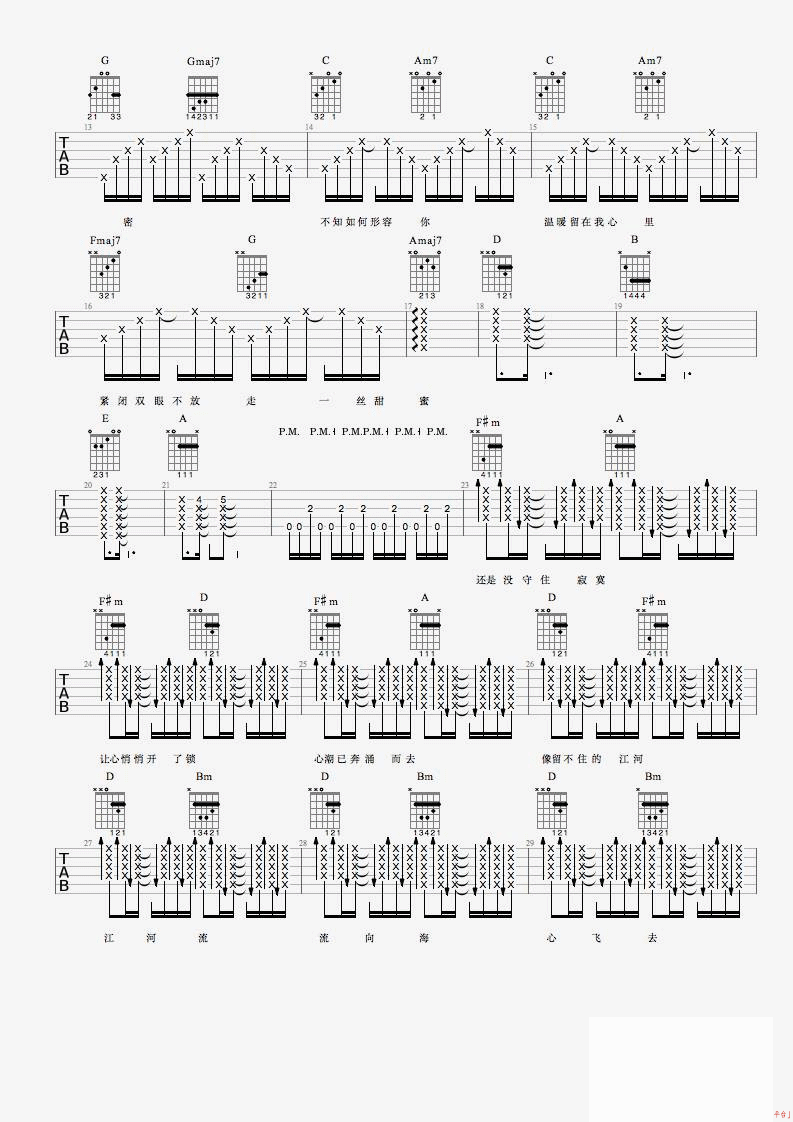 G Gmaj7 C Am7 C Am7
21 33 142311 32 1 2 1 32 1 2 1
13 14 15
TAB
密 不知如何形容 你 温暖留在我心 里
Fmaj7 G Amaj7 D B
321 3211 213 121 1444
16 17 18 19
TAB
紧 闭 双 眼 不 放 走 一 丝 甜 蜜
E A P.M. P.M. P.M. P.M. P.M. P.M. F♯m A
231 111 4111 111
20 21 22 23
TAB
4 5
2 2 2 2 2 2
0 0 0 0 0 0 0 0 0 0
还是 没 守 住 寂 寞
F♯m D F♯m A D F♯m
4111 121 4111 111 121 4111
24 25 26
TAB
让心悄悄开 了锁 心潮已奔涌 而去 像留不住的 江河
D Bm D Bm D Bm
121 13421 121 13421 121 13421
27 28 29
TAB
江 河 流 流 向 海 心 飞 去